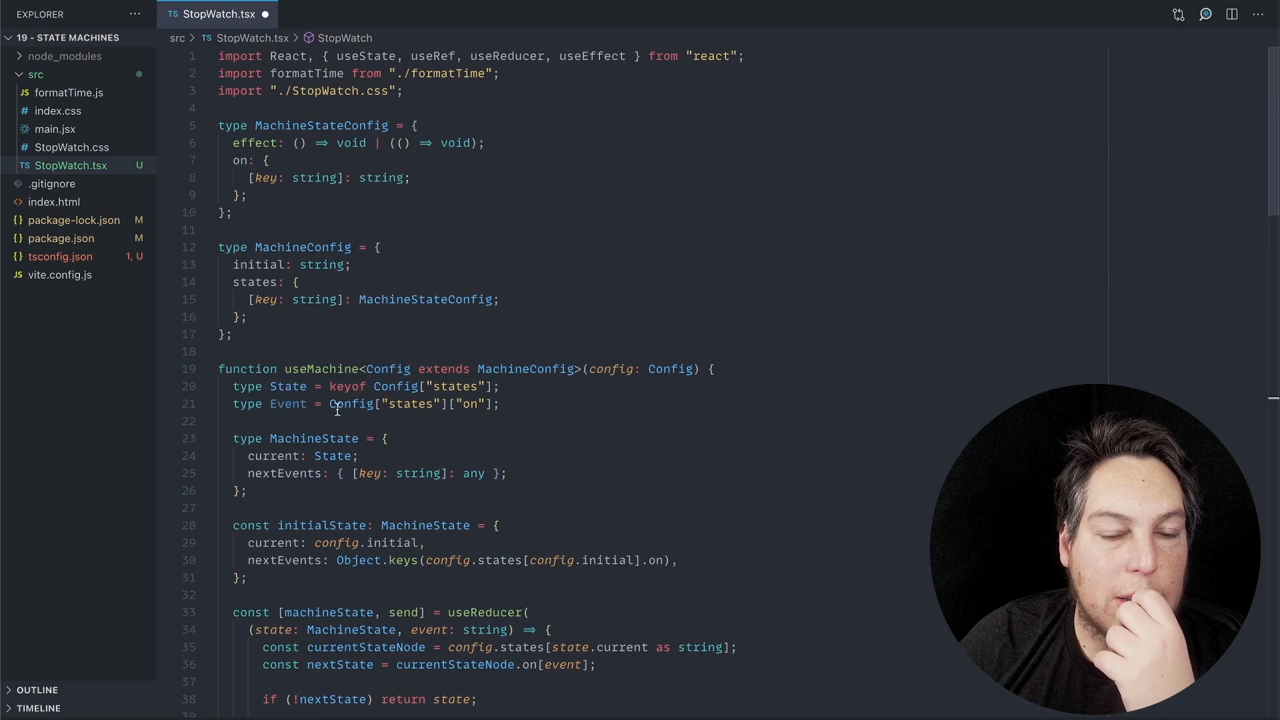 EXPLORER
StopWatch.tsx
19 - STATE MACHINES
node_modules
src
formatTime.js
index.css
main.jsx
StopWatch.css
StopWatch.tsx U
.gitignore
index.html
package-lock.json M
package.json M
tsconfig.json 1, U
vite.config.js
OUTLINE
TIMELINE
src > StopWatch.tsx > StopWatch
1 import React, { useState, useRef, useReducer, useEffect } from "react";
2 import formatTime from "./formatTime";
3 import "./StopWatch.css";
4
5 type MachineStateConfig = {
6 effect: () ⇒ void | (() ⇒ void);
7 on: {
8 [key: string]: string;
9 };
10 };
11
12 type MachineConfig = {
13 initial: string;
14 states: {
15 [key: string]: MachineStateConfig;
16 };
17 };
18
19 function useMachine<Config extends MachineConfig>(config: Config) {
20 type State = keyof Config["states"];
21 type Event = Config["states"]["on"];
22
23 type MachineState = {
24 current: State;
25 nextEvents: { [key: string]: any };
26 };
27
28 const initialState: MachineState = {
29 current: config.initial,
30 nextEvents: Object.keys(config.states[config.initial].on),
31 };
32
33 const [machineState, send] = useReducer(
34 (state: MachineState, event: string) ⇒ {
35 const currentStateNode = config.states[state.current as string];
36 const nextState = currentStateNode.on[event];
37
38 if (!nextState) return state;
39